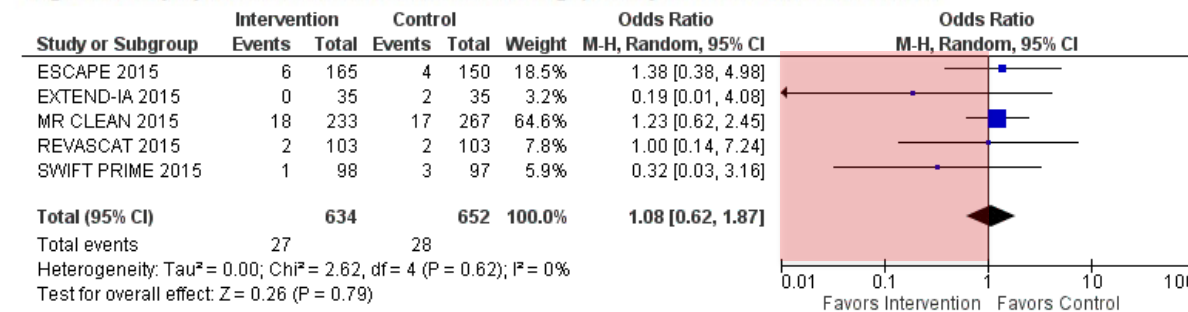 Intervention Control Odds Ratio Odds Ratio
Study or Subgroup Events Total Events Total Weight M-H, Random, 95% CI M-H, Random, 95% CI
ESCAPE 2015 6 165 4 150 18.5% 1.38 [0.38, 4.98]
EXTEND-IA 2015 0 35 2 35 3.2% 0.19 [0.01, 4.08]
MR CLEAN 2015 18 233 17 267 64.6% 1.23 [0.62, 2.45]
REVASCAT 2015 2 103 2 103 7.8% 1.00 [0.14, 7.24]
SWIFT PRIME 2015 1 98 3 97 5.9% 0.32 [0.03, 3.16]
Total (95% CI) 634 652 100.0% 1.08 [0.62, 1.87]
Total events 27 28
Heterogeneity: Tau² = 0.00; Chi² = 2.62, df = 4 (P = 0.62); I² = 0%
Test for overall effect: Z = 0.26 (P = 0.79)
0.01 0.1 1 10
Favors Intervention Favors Control